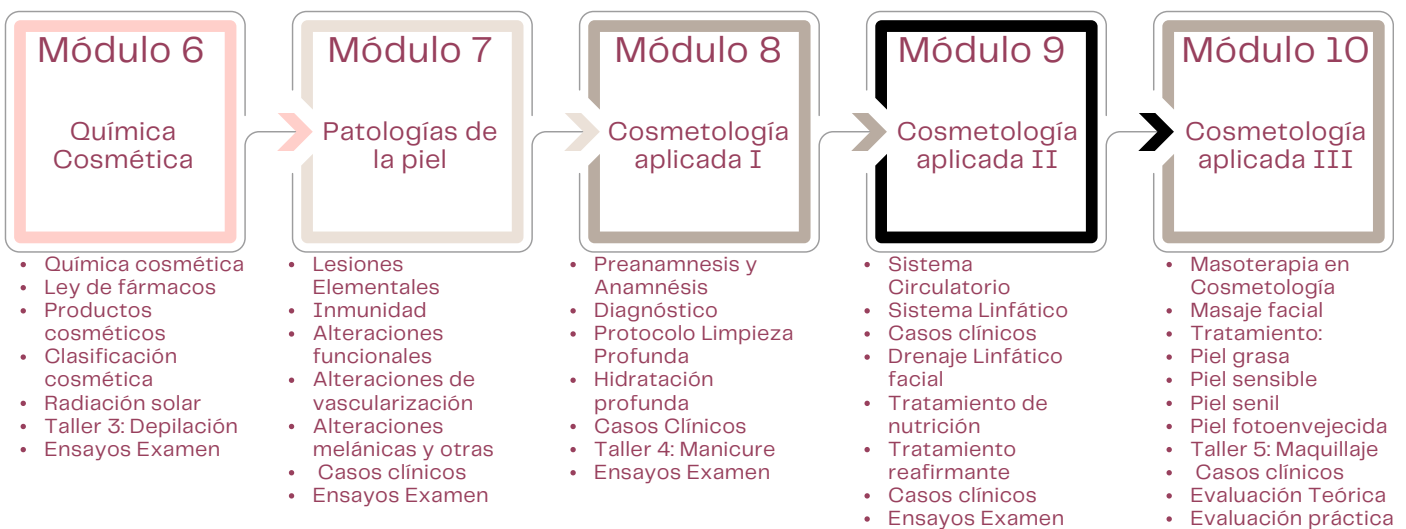 Módulo 6
Química
Cosmética
• Química cosmética
• Ley de fármacos
• Productos
cosméticos
• Clasificación
cosmética
• Radiación solar
• Taller 3: Depilación
• Ensayos Examen
Módulo 7
Patologías de
la piel
• Lesiones
Elementales
• Inmunidad
• Alteraciones
funcionales
• Alteraciones de
vascularización
• Alteraciones
melánicas y otras
• Casos clínicos
• Ensayos Examen
Módulo 8
Cosmetología
aplicada I
• Preanamnesis y
Anamnésis
• Diagnóstico
• Protocolo Limpieza
Profunda
• Hidratación
profunda
• Casos Clínicos
• Taller 4: Manicure
• Ensayos Examen
Módulo 9
Cosmetología
aplicada II
• Sistema
Circulatorio
• Sistema Linfático
• Casos clínicos
• Drenaje Linfático
facial
• Tratamiento de
nutrición
• Tratamiento
reafirmante
• Casos clínicos
• Ensayos Examen
Módulo 10
Cosmetología
aplicada III
• Masoterapia en
Cosmetología
• Masaje facial
• Tratamiento:
• Piel grasa
• Piel sensible
• Piel senil
• Piel fotoenvejecida
• Taller 5: Maquillaje
• Casos clínicos
• Evaluación Teórica
• Evaluación práctica